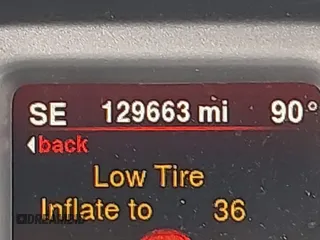 SE 129663 mi 90°
back
Low Tire
Inflate to 36